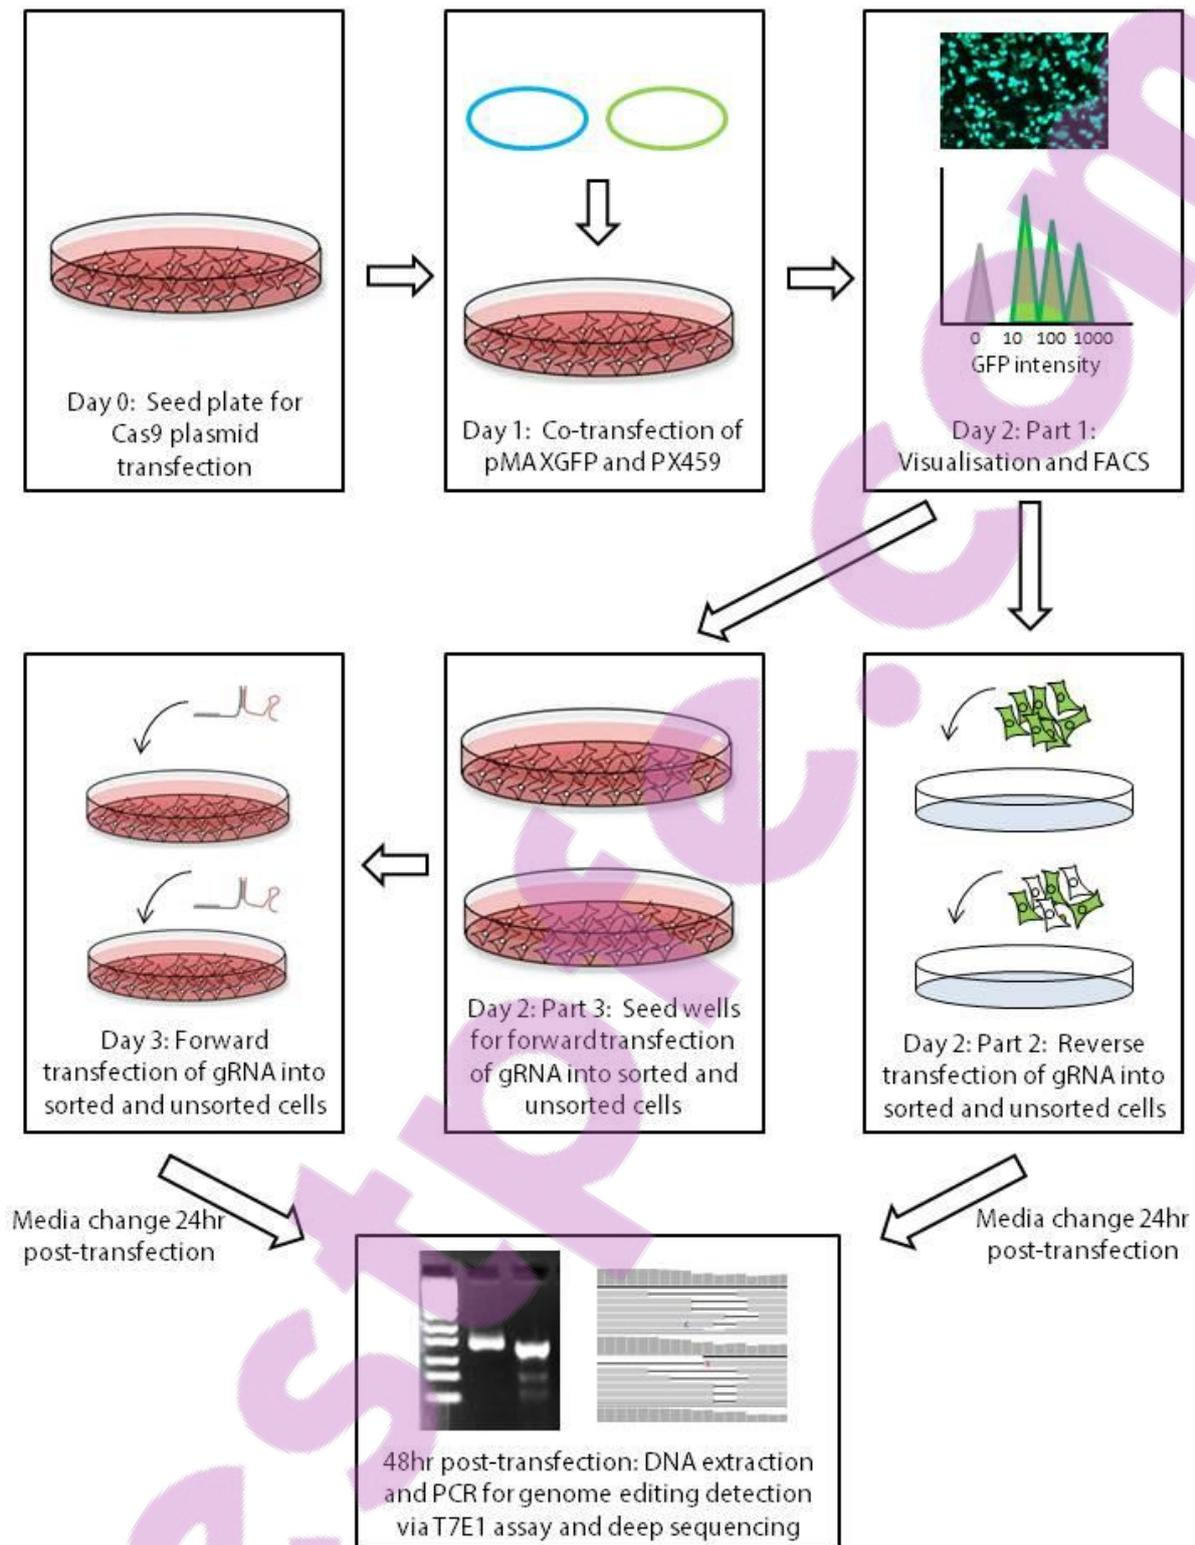 Day 0: Seed plate for
Cas9 plasmid
transfection
Day 1: Co-transfection of
pMAXGFP and PX459
0 10 100 1000
GFP intensity
Day 2: Part 1:
Visualisation and FACS
Day 3: Forward
transfection of gRNA into
sorted and unsorted cells
Day 2: Part 3: Seed wells
for forward transfection
of gRNA into sorted and
unsorted cells
Day 2: Part 2: Reverse
transfection of gRNA into
sorted and unsorted cells
Media change 24hr
post-transfection
Media change 24hr
post-transfection
48hr post-transfection: DNA extraction
and PCR for genome editing detection
via T7E1 assay and deep sequencing
estpfe.com